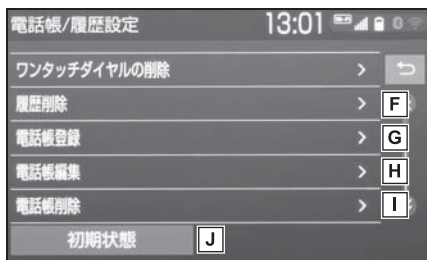 電話帳/履歴設定 13:01 0
ワンタッチダイヤルの削除 >
履歴削除 > F
電話帳登録 > G
電話帳編集 > H
電話帳削除 > I
初期状態 J